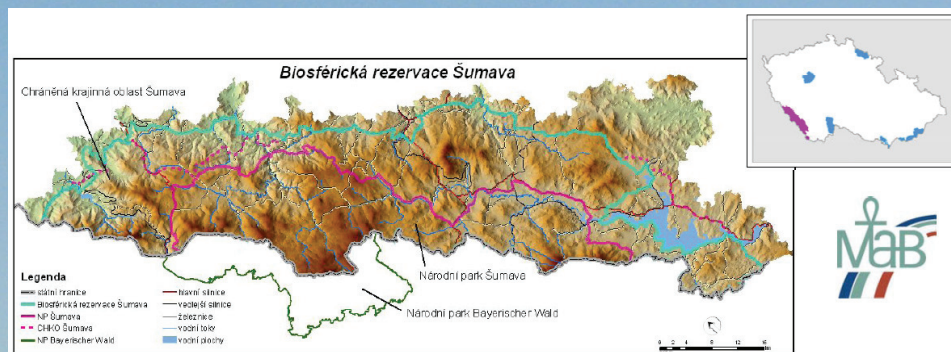 Biosférická rezervace Šumava
Chráněná krajinná oblast Šumava
Národní park Šumava
Národní park Bayerischer Wald
Legenda
státní hranice
Biosférická rezervace Šumava
NP Šumava
CHKO Šumava
NP Bayerischer Wald
hlavní silnice
vedlejší silnice
železnice
vodní toky
vodní plochy
MaB